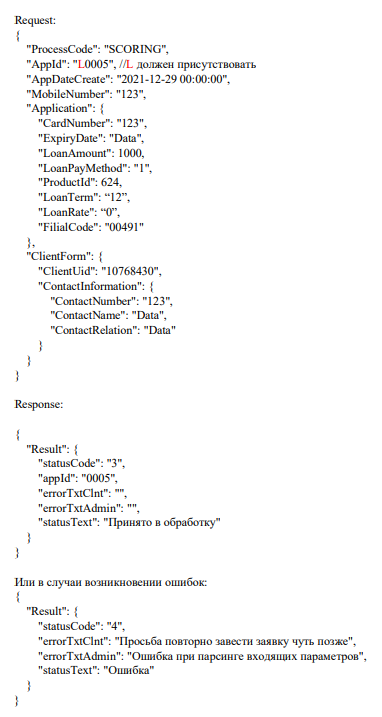 Request:
{
"ProcessCode": "SCORING",
"AppId": "L0005", //L должен присутствовать
"AppDateCreate": "2021-12-29 00:00:00",
"MobileNumber": "123",
"Application": {
"CardNumber": "123",
"ExpiryDate": "Data",
"LoanAmount": 1000,
"LoanPayMethod": "1",
"ProductId": 624,
"LoanTerm": “12”,
"LoanRate": “0”,
"FilialCode": "00491"
},
"ClientForm": {
"ClientUid": "10768430",
"ContactInformation": {
"ContactNumber": "123",
"ContactName": "Data",
"ContactRelation": "Data"
}
}
}
Response:
{
"Result": {
"statusCode": "3",
"appId": "0005",
"errorTxtClnt": "",
"errorTxtAdmin": "",
"statusText": "Принято в обработку"
}
}
Или в случаи возникновении ошибок:
{
"Result": {
"statusCode": "4",
"errorTxtClnt": "Просьба повторно завести заявку чуть позже",
"errorTxtAdmin": "Ошибка при парсинге входящих параметров",
"statusText": "Ошибка"
}
}